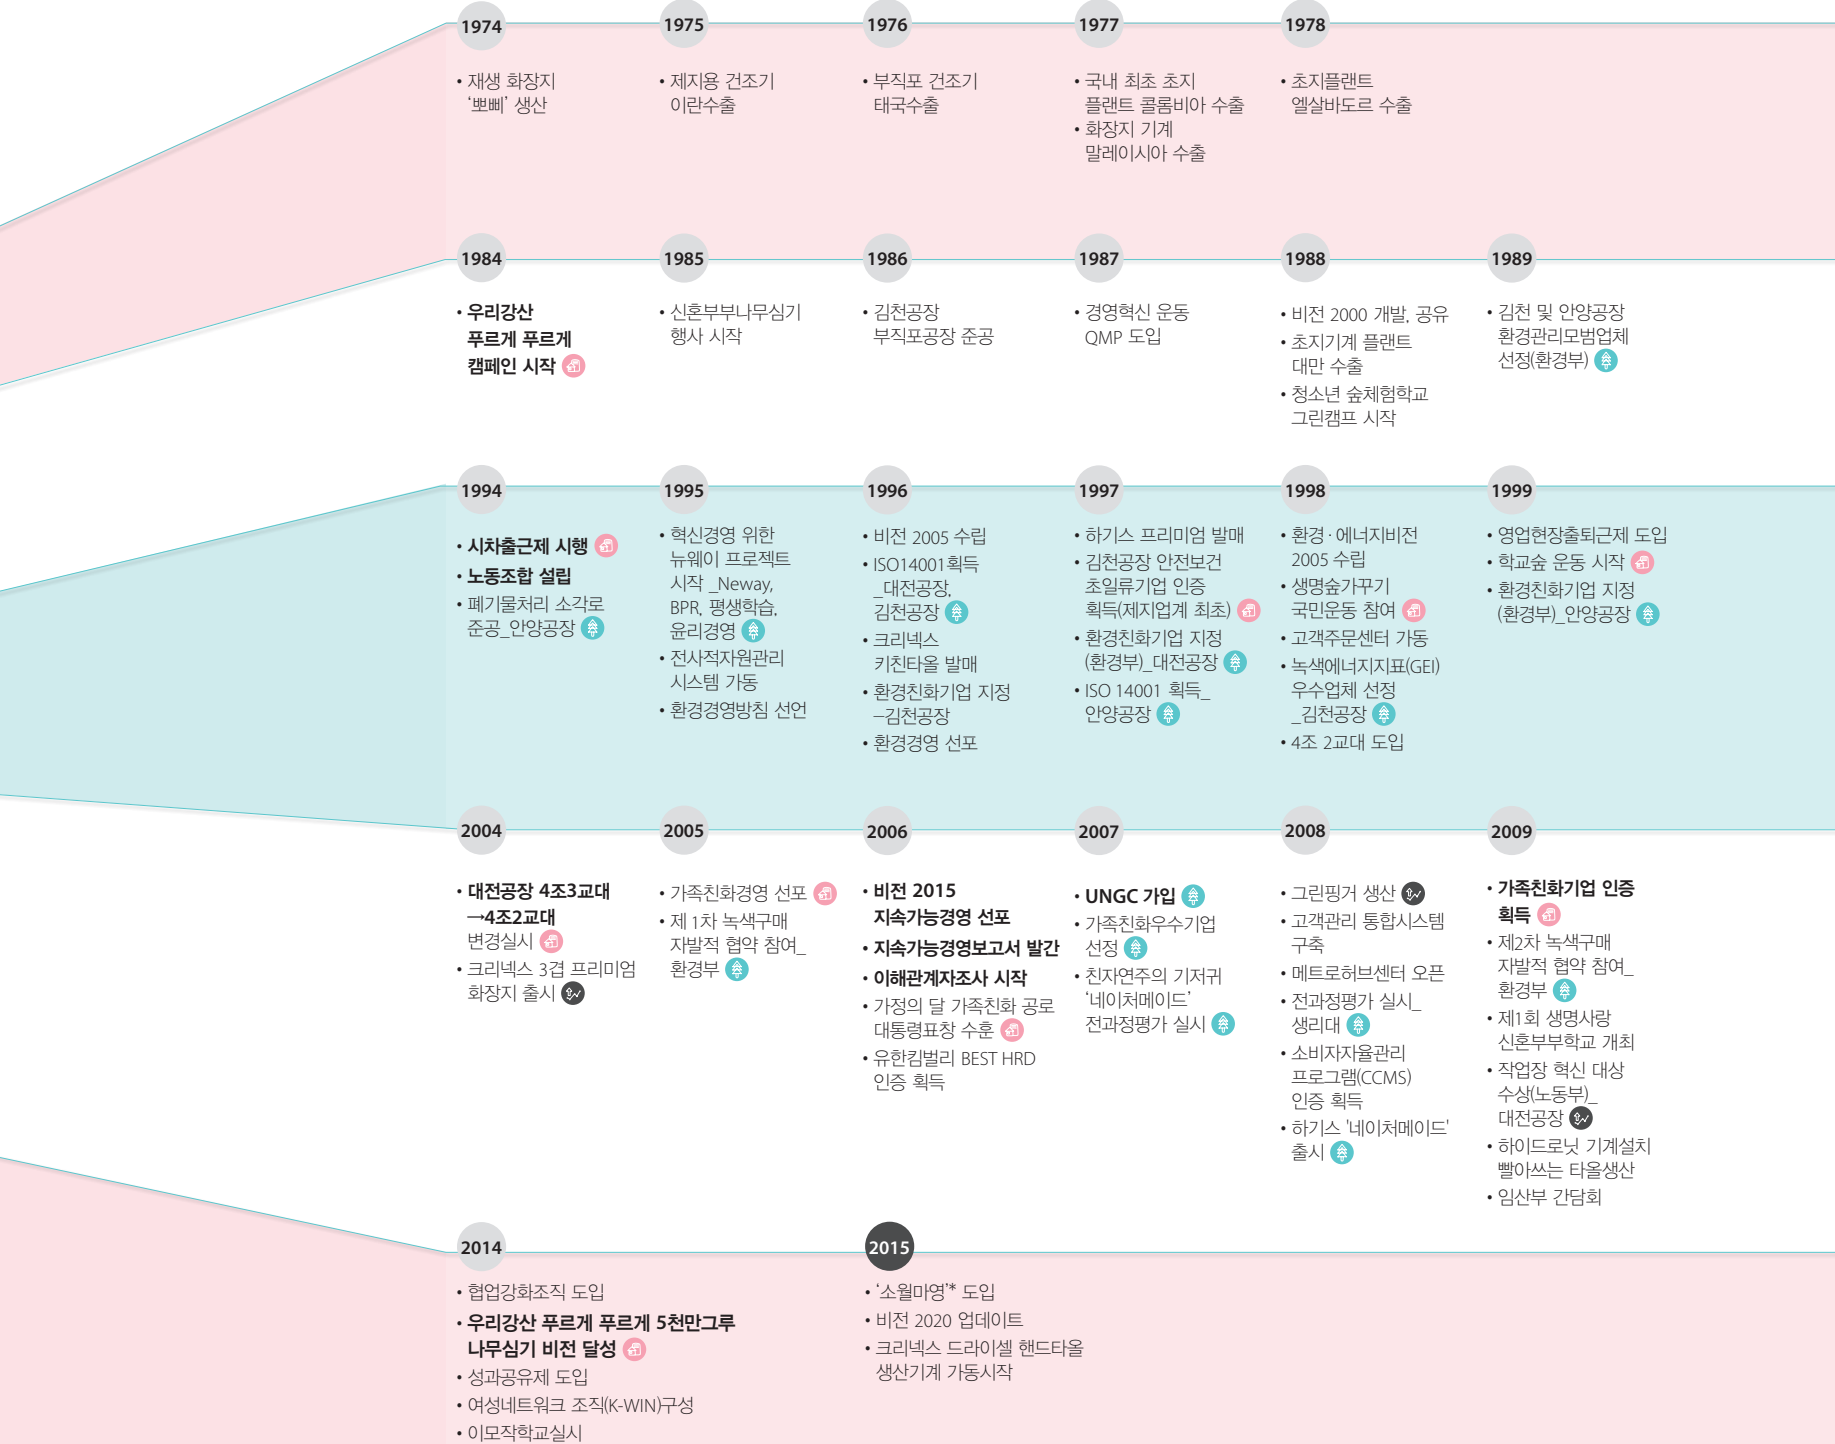 1974
• 재생 화장지
‘뽀삐’ 생산
1975
• 제지용 건조기
이란수출
1976
• 부직포 건조기
태국수출
1977
• 국내 최초 초지
플랜트 콜롬비아 수출
• 화장지 기계
말레이시아 수출
1978
• 초지플랜트
엘살바도르 수출
1984
• 우리강산
푸르게 푸르게
캠페인 시작
1985
• 신혼부부나무심기
행사 시작
1986
• 김천공장
부직포공장 준공
1987
• 경영혁신 운동
QMP 도입
1988
• 비전 2000 개발, 공유
• 초지기계 플랜트
대만 수출
• 청소년 숲체험학교
그린캠프 시작
1989
• 김천 및 안양공장
환경관리모범업체
선정(환경부)
1994
• 시차출근제 시행
• 노동조합 설립
• 폐기물처리 소각로
준공_안양공장
1995
• 혁신경영 위한
뉴웨이 프로젝트
시작 _Neway,
BPR, 평생학습,
윤리경영
• 전사적자원관리
시스템 가동
• 환경경영방침 선언
1996
• 비전 2005 수립
• ISO14001획득
_대전공장,
김천공장
• 크리넥스
키친타올 발매
• 환경친화기업 지정
–김천공장
• 환경경영 선포
1997
• 하기스 프리미엄 발매
• 김천공장 안전보건
초일류기업 인증
획득(제지업계 최초)
• 환경친화기업 지정
(환경부)_대전공장
• ISO 14001 획득_
안양공장
1998
• 환경·에너지비전
2005 수립
• 생명숲가꾸기
국민운동 참여
• 고객주문센터 가동
• 녹색에너지지표(GEI)
우수업체 선정
_김천공장
• 4조 2교대 도입
1999
• 영업현장출퇴근제 도입
• 학교숲 운동 시작
• 환경친화기업 지정
(환경부)_안양공장
2004
• 대전공장 4조3교대
→4조2교대
변경실시
• 크리넥스 3겹 프리미엄
화장지 출시
2005
• 가족친화경영 선포
• 제 1차 녹색구매
자발적 협약 참여_
환경부
2006
• 비전 2015
지속가능경영 선포
• 지속가능경영보고서 발간
• 이해관계자조사 시작
• 가정의 달 가족친화 공로
대통령표창 수훈
• 유한킴벌리 BEST HRD
인증 획득
2007
• UNGC 가입
• 가족친화우수기업
선정
• 친자연주의 기저귀
‘네이처메이드’
전과정평가 실시
2008
• 그린핑거 생산
• 고객관리 통합시스템
구축
• 메트로허브센터 오픈
• 전과정평가 실시_
생리대
• 소비자자율관리
프로그램(CCMS)
인증 획득
• 하기스 '네이처메이드'
출시
2009
• 가족친화기업 인증
획득
• 제2차 녹색구매
자발적 협약 참여_
환경부
• 제1회 생명사랑
신혼부부학교 개최
• 작업장 혁신 대상
수상(노동부)_
대전공장
• 하이드로닛 기계설치
빨아쓰는 타올생산
• 임산부 간담회
2014
• 협업강화조직 도입
• 우리강산 푸르게 푸르게 5천만그루
나무심기 비전 달성
• 성과공유제 도입
• 여성네트워크 조직(K-WIN)구성
• 이모작학교실시
2015
• ‘소월마영’* 도입
• 비전 2020 업데이트
• 크리넥스 드라이셀 핸드타올
생산기계 가동시작